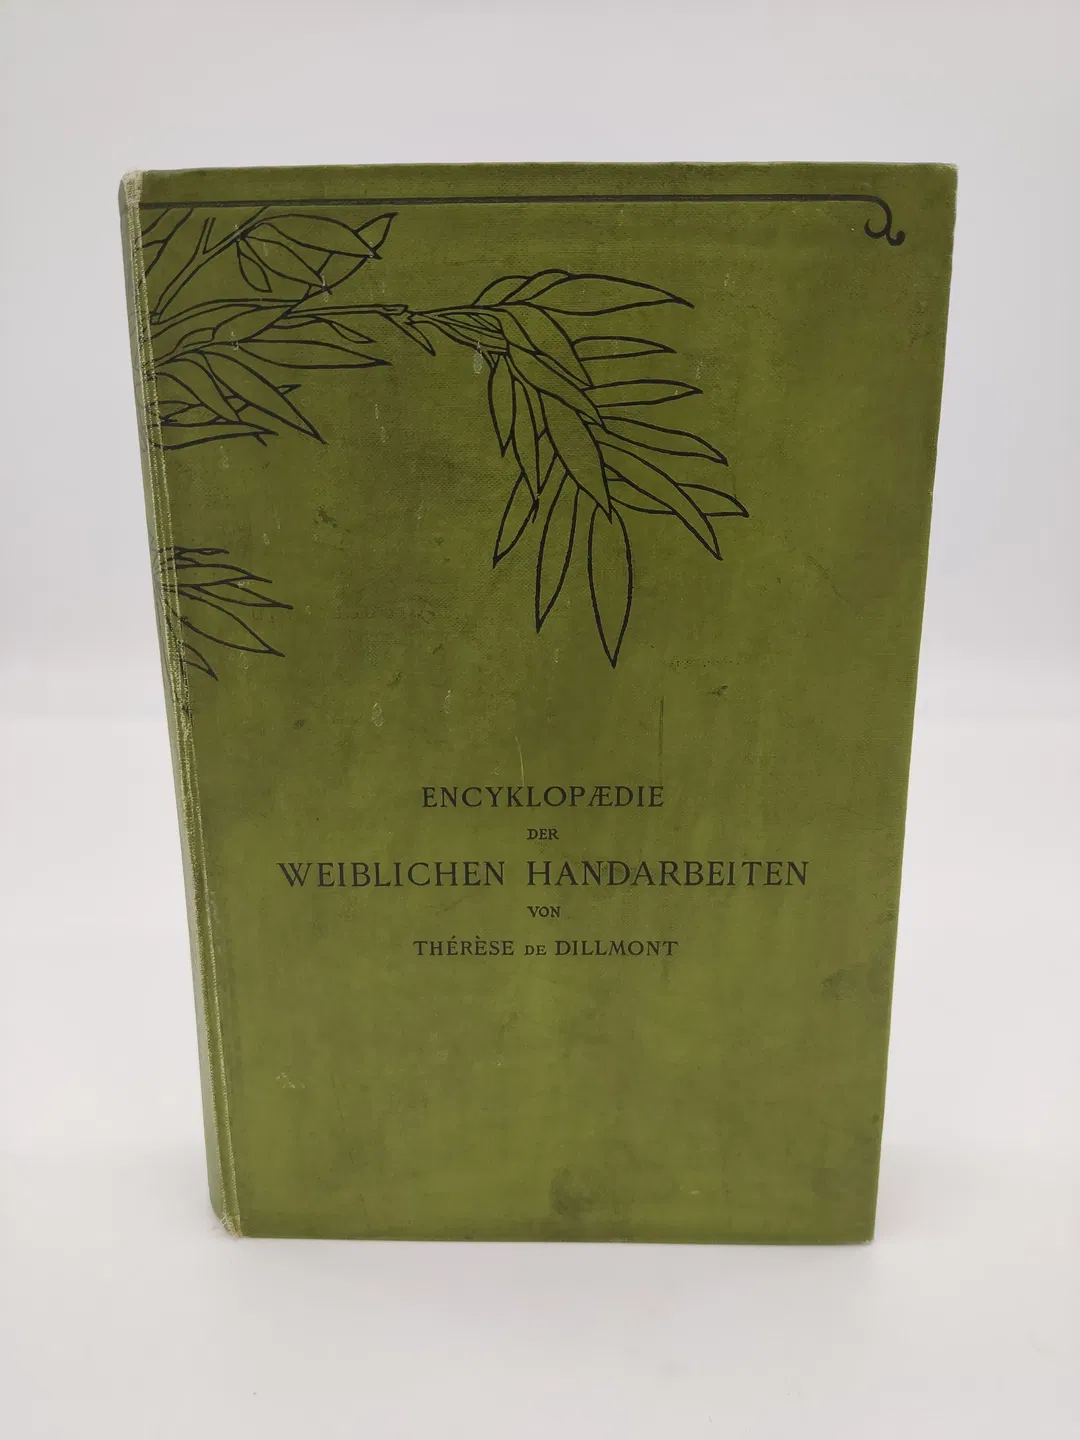 ENCYKLOPÆDIE
DER
WEIBLICHEN HANDARBEITEN
VON
THÉRÈSE DE DILLMONT